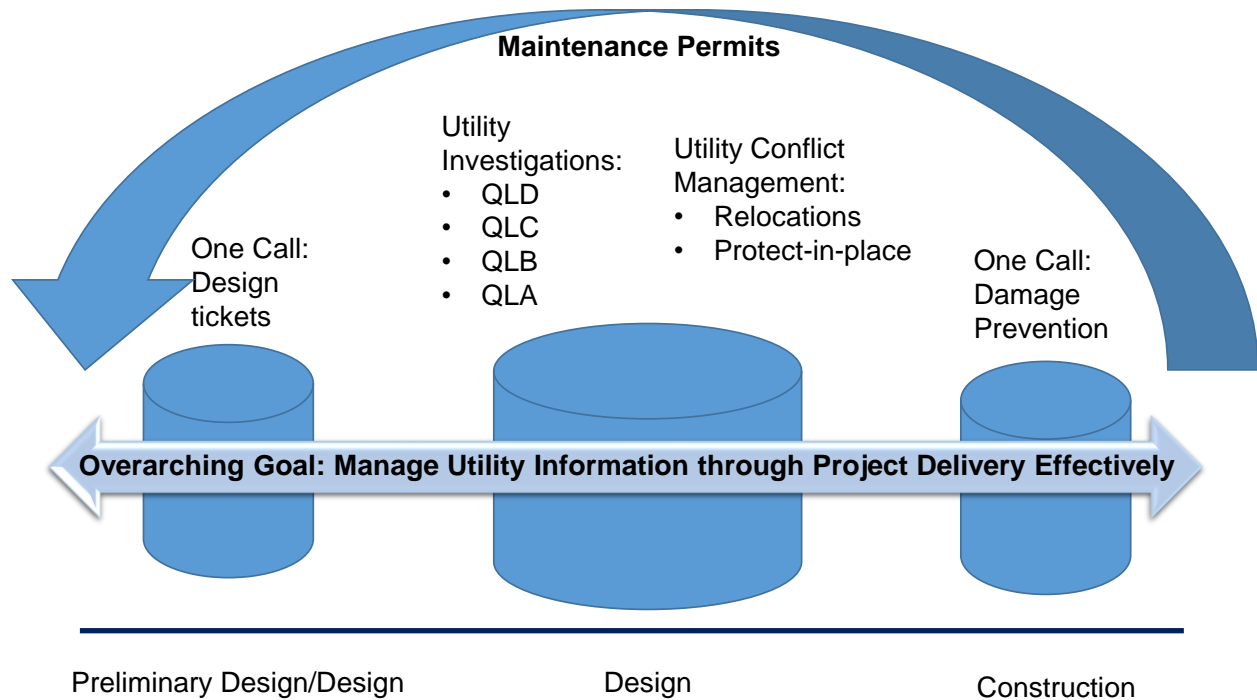 Maintenance Permits
Utility
Investigations:
• QLD
• QLC
• QLB
• QLA
Utility Conflict
Management:
• Relocations
• Protect-in-place
One Call:
Design
tickets
One Call:
Damage
Prevention
Overarching Goal: Manage Utility Information through Project Delivery Effectively
Preliminary Design/Design
Design
Construction